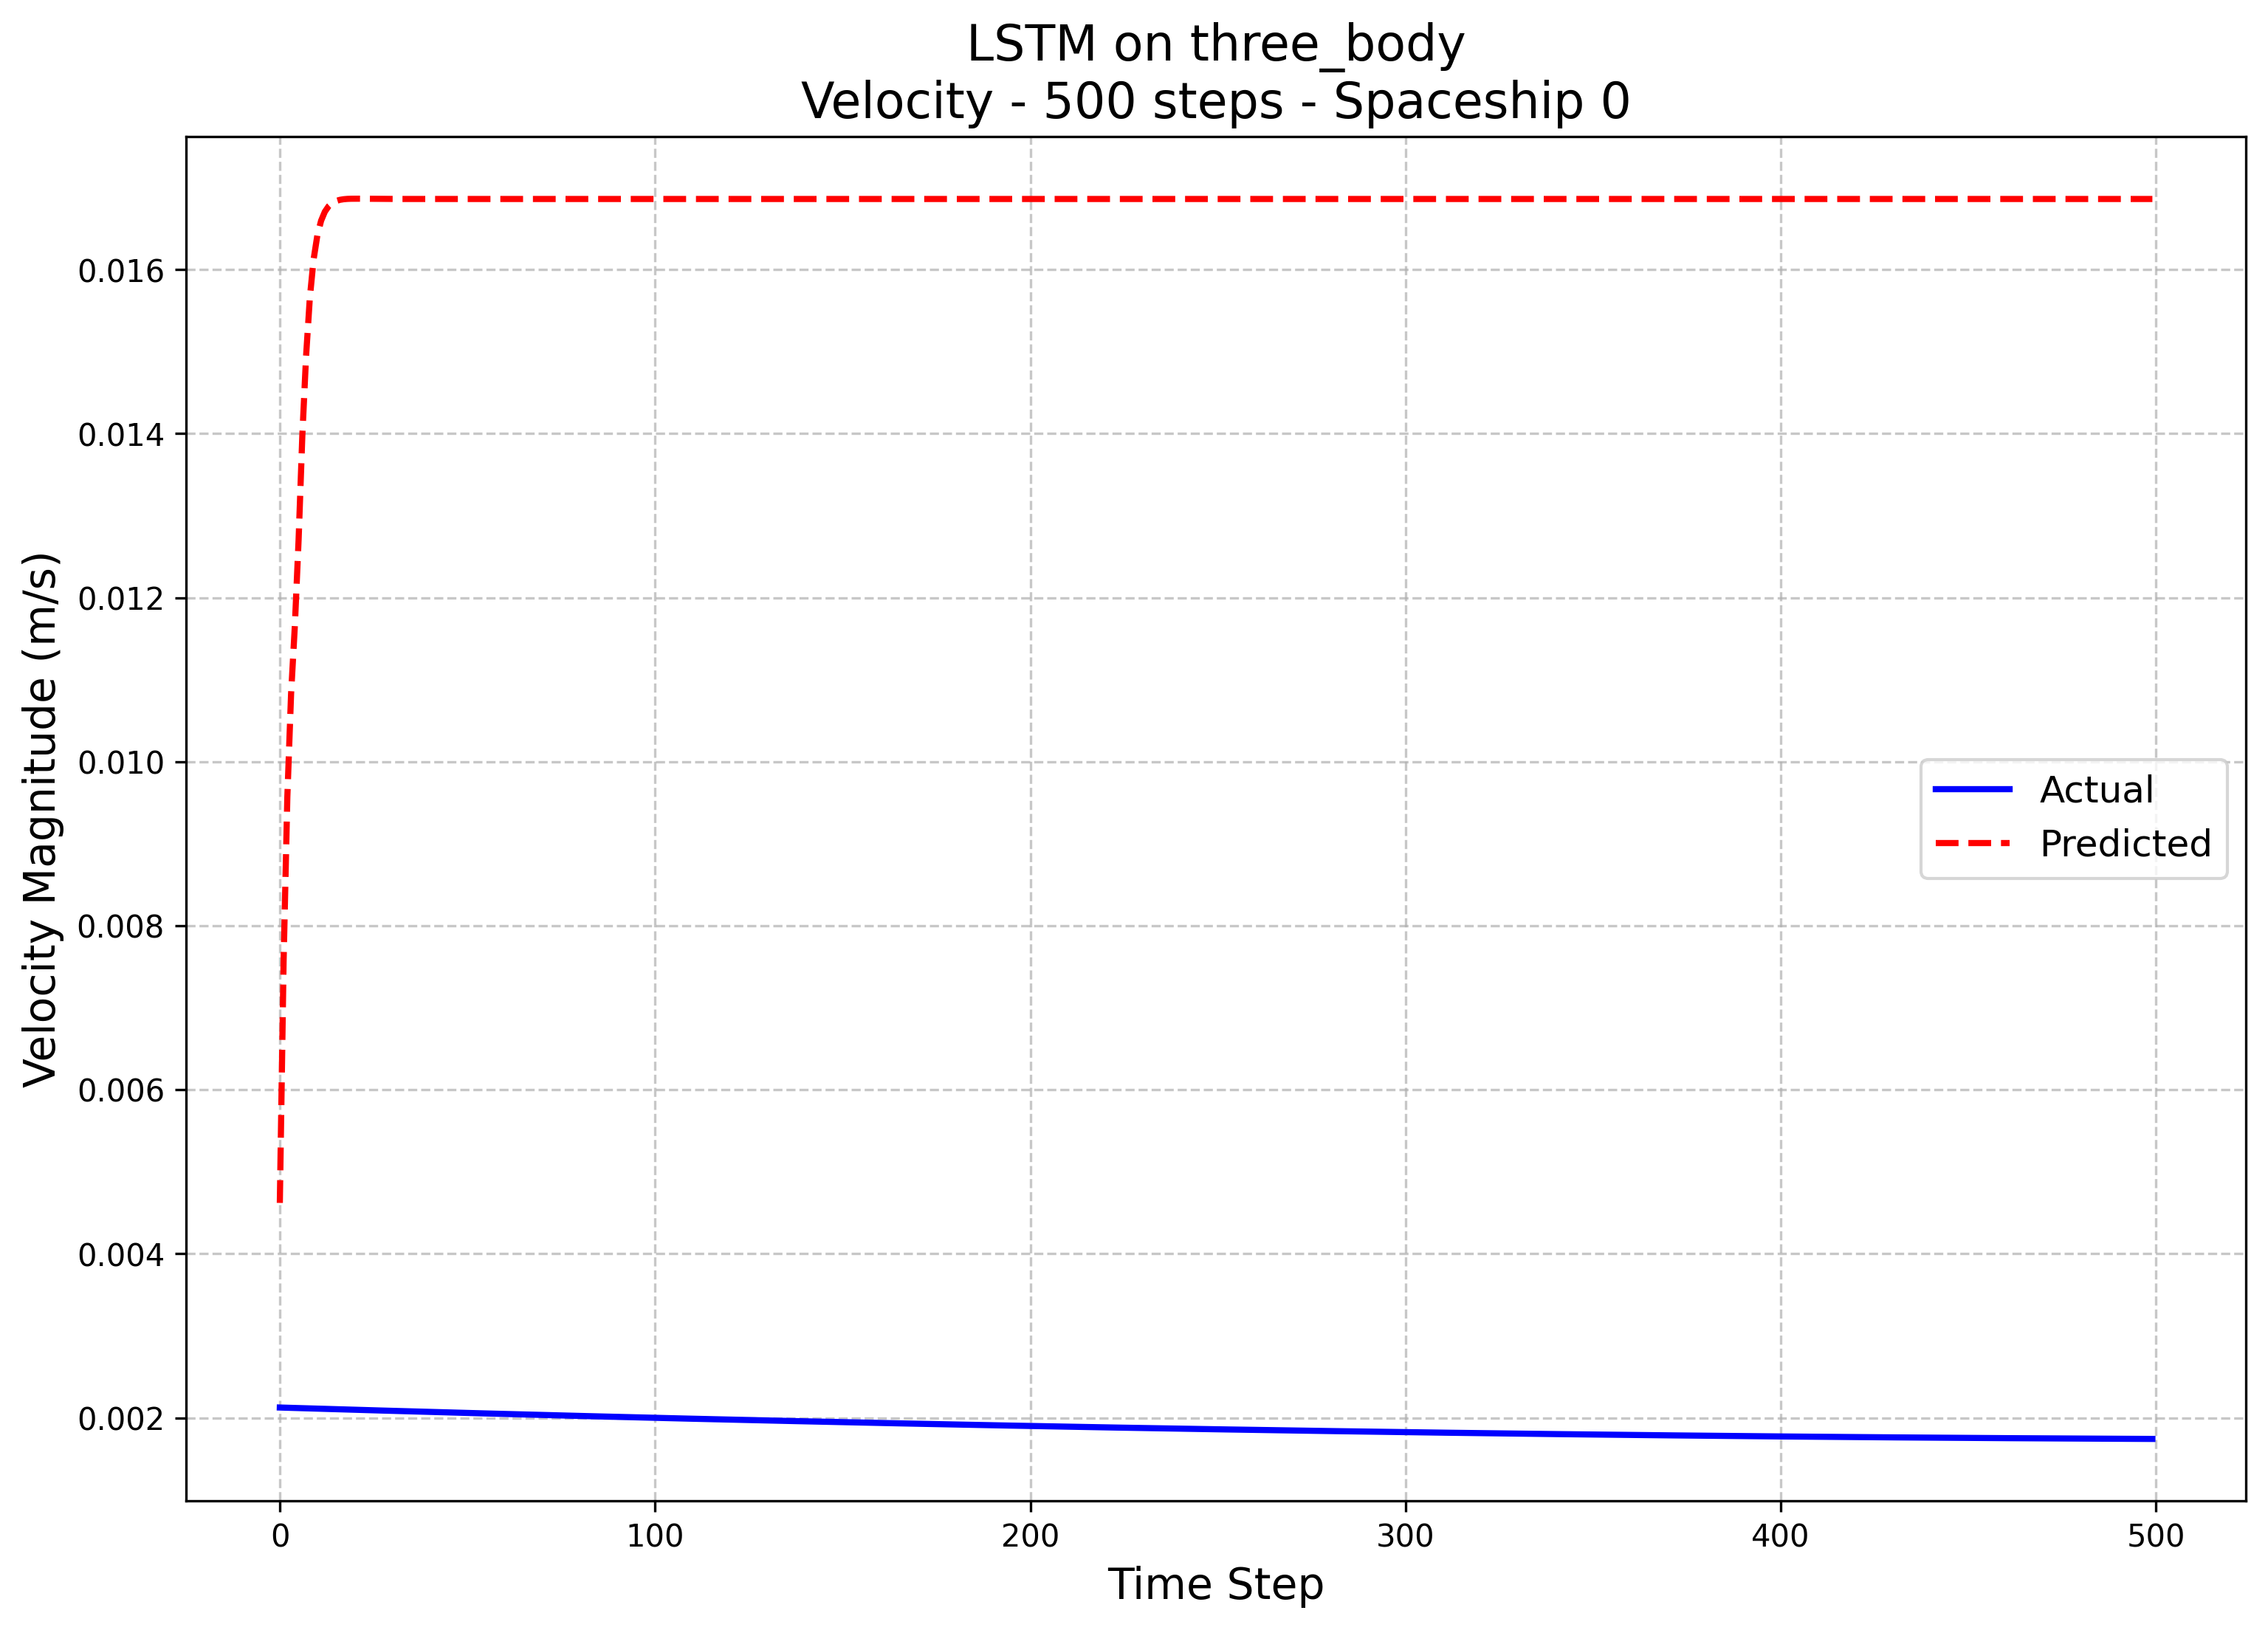 LSTM on three_body
Velocity - 500 steps - Spaceship 0
Velocity Magnitude (m/s)
0.016
0.014
0.012
0.010
0.008
0.006
0.004
0.002
Actual
Predicted
0 100 200 300 400 500
Time Step